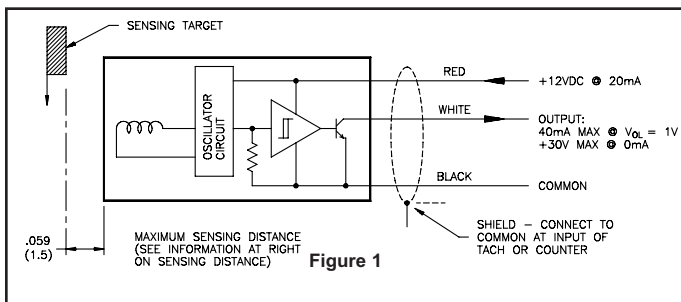 SENSING TARGET
OSCILLATOR
CIRCUIT
RED
+12VDC @ 20mA
WHITE
OUTPUT:
40mA MAX @ VOL = 1V
+30V MAX @ 0mA
BLACK
COMMON
.059
(1.5)
MAXIMUM SENSING DISTANCE
(SEE INFORMATION AT RIGHT
ON SENSING DISTANCE)
Figure 1
SHIELD – CONNECT TO
COMMON AT INPUT OF
TACH OR COUNTER